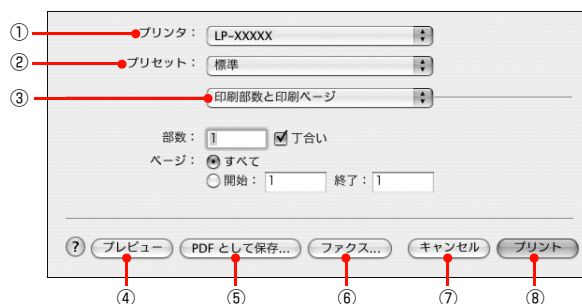 ① プリンタ： LP-XXXXX
② プリセット： 標準
③ 印刷部数と印刷ページ
部数： 1 丁合い
ページ： すべて
開始： 1 終了： 1
? プレビュー PDF として保存... ファクス... キャンセル プリント
④ ⑤ ⑥ ⑦ ⑧